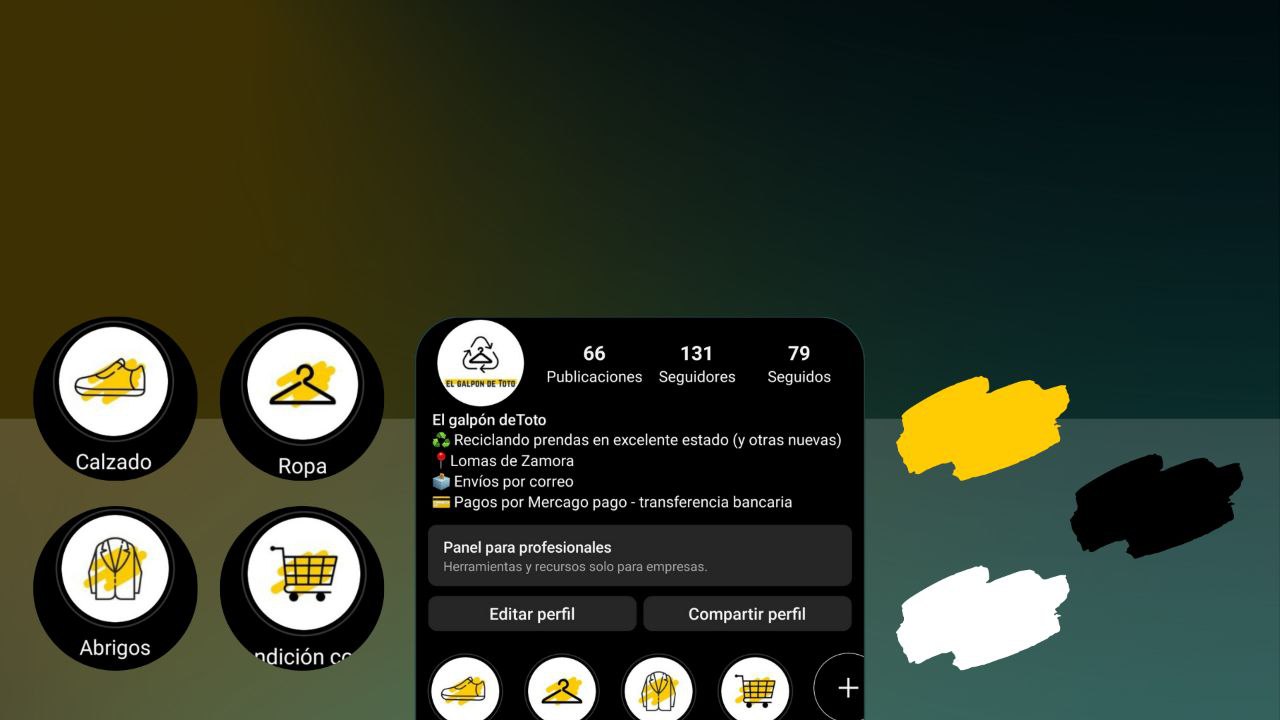 Calzado
Ropa
Abrigos
ndición co
EL GALPON DE TOTO
66 131 79
Publicaciones Seguidores Seguidos
El galpón deToto
♻️ Reciclando prendas en excelente estado (y otras nuevas)
📍Lomas de Zamora
🗳️ Envíos por correo
💳 Pagos por Mercago pago - transferencia bancaria
Panel para profesionales
Herramientas y recursos solo para empresas.
Editar perfil Compartir perfil